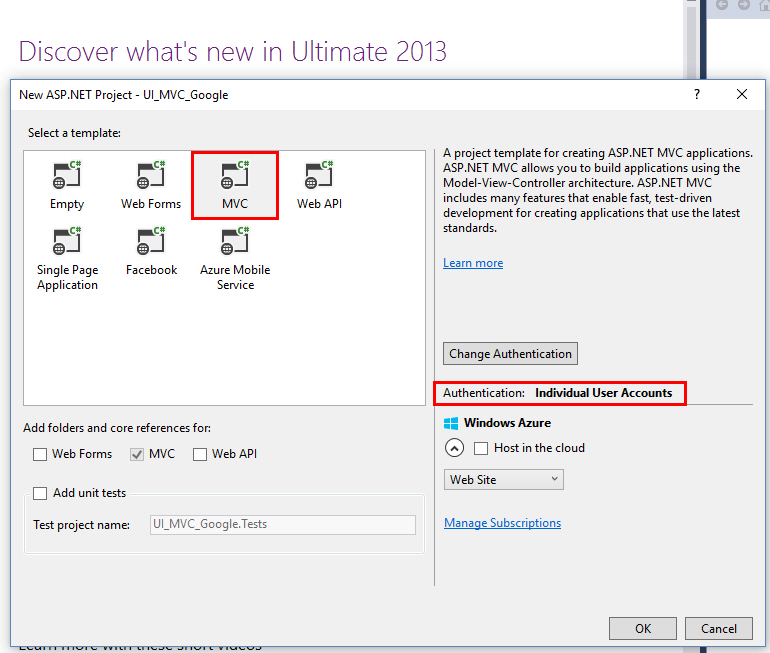 Discover what's new in Ultimate 2013
New ASP.NET Project - UI_MVC_Google
?
Select a template:
C#
C#
C#
C#
Empty
Web Forms
MVC
Web API
C#
C#
C#
Single Page
Application
Facebook
Azure Mobile
Service
A project template for creating ASP.NET MVC applications.
ASP.NET MVC allows you to build applications using the
Model-View-Controller architecture. ASP.NET MVC
includes many features that enable fast, test-driven
development for creating applications that use the latest
standards.
Learn more
Change Authentication
Authentication: Individual User Accounts
Windows Azure
Host in the cloud
Web Site
Manage Subscriptions
Add folders and core references for:
Web Forms
MVC
Web API
Add unit tests
Test project name:
UI_MVC_Google.Tests
OK
Cancel
Learn more with these short videos